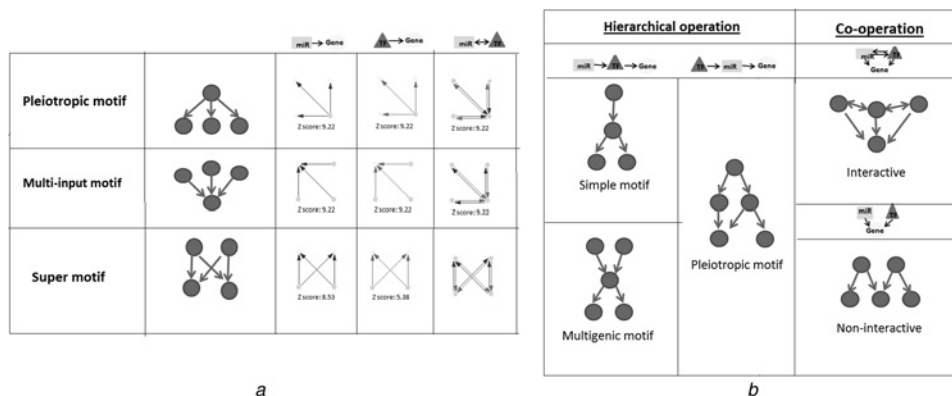 miR Gene
TF Gene
miR TF
Pleiotropic motif
Z score: 9.22
Z score: 9.22
Z score: 9.22
Multi-input motif
Z score: 9.22
Z score: 9.22
Z score: 9.22
Super motif
Z score: 8.53
Z score: 5.38
a
Hierarchical operation
Co-operation
miR TF Gene
TF miR Gene
miR TF
Gene
Simple motif
Multigenic motif
Pleiotropic motif
Interactive
miR TF
Gene
Non-interactive
b